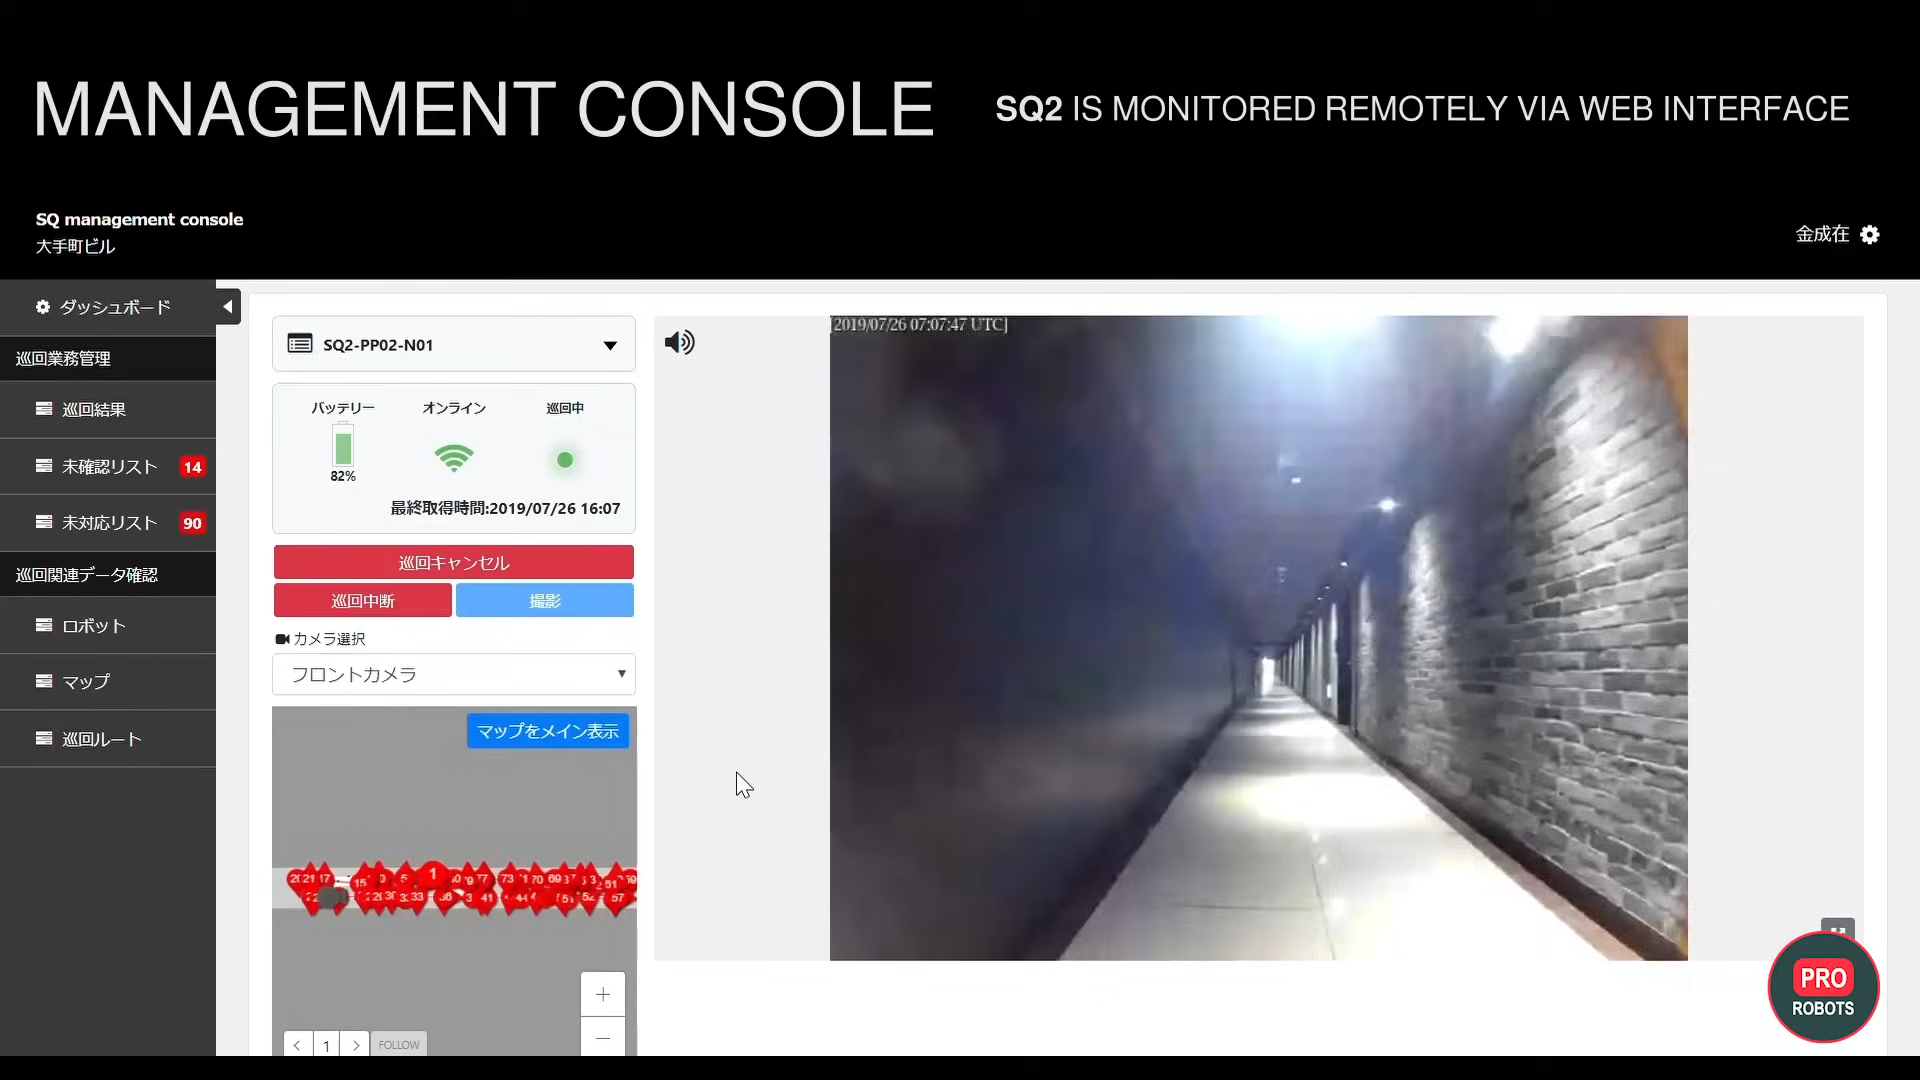 MANAGEMENT CONSOLE
SQ2 IS MONITORED REMOTELY VIA WEB INTERFACE
SQ management console
大手町ビル
金成在
ダッシュボード
巡回業務管理
巡回結果
未確認リスト 14
未対応リスト 90
巡回関連データ確認
ロボット
マップ
巡回ルート
SQ2-PP02-N01
バッテリー オンライン 巡回中
82%
最終取得時間:2019/07/26 16:07
巡回キャンセル
巡回中断 撮影
カメラ選択
フロントカメラ
マップをメイン表示
1
1
FOLLOW
[2019/07/26 07:07:47 UTC]
PRO
ROBOTS